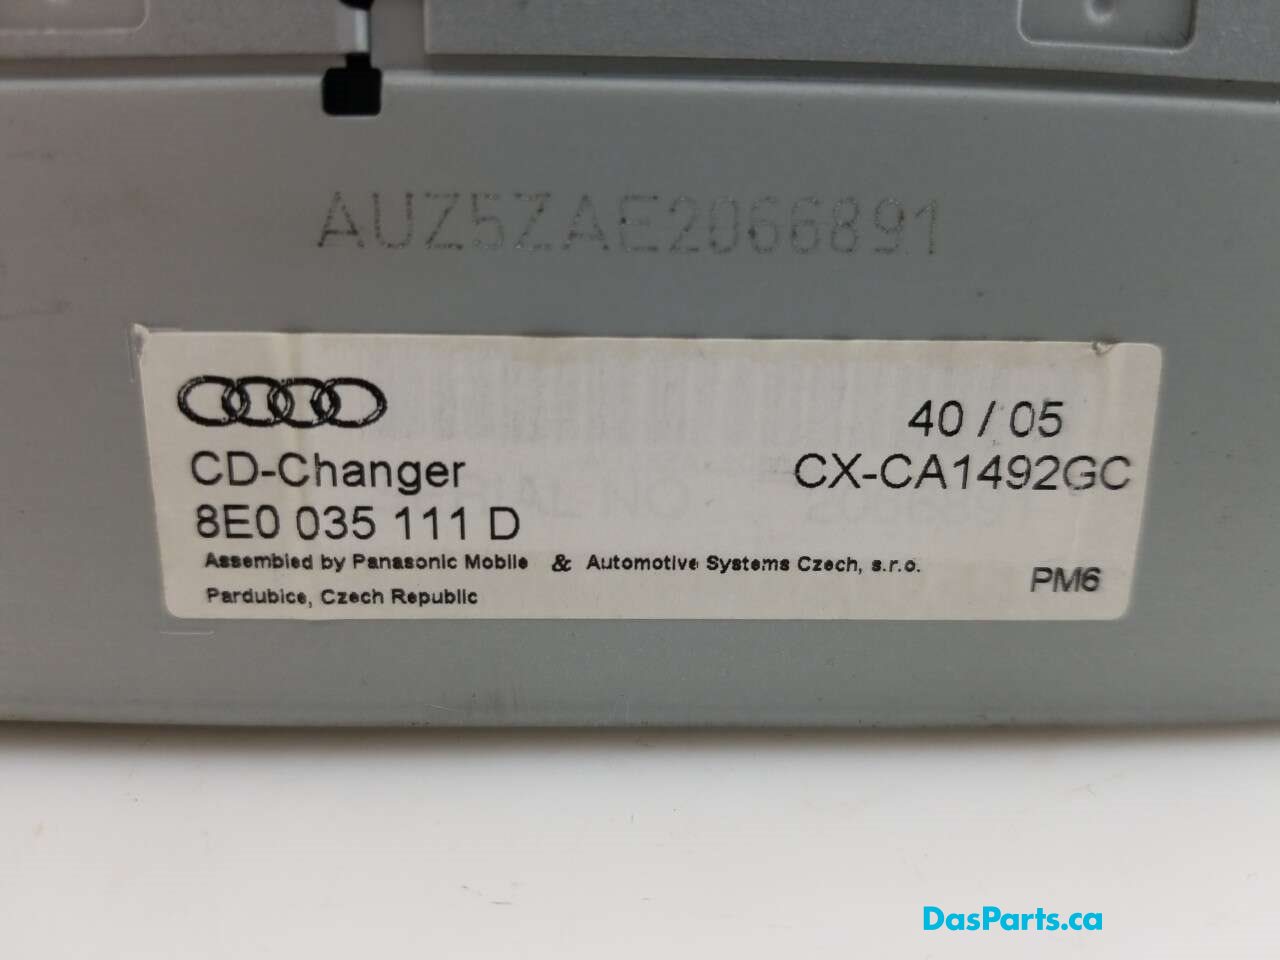 AUZ5ZAE2066891
40 / 05
CD-Changer
CX-CA1492GC
8E0 035 111 D
Assembled by Panasonic Mobile & Automotive Systems Czech, s.r.o.
PM6
Pardubice, Czech Republic
DasParts.ca